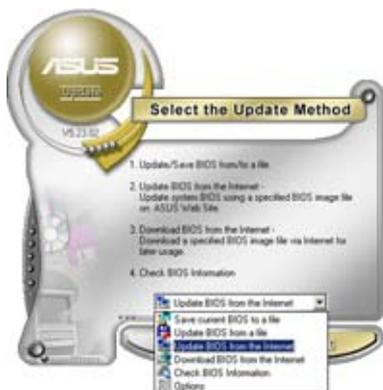 ASUS
UPDATE
V5.23.02
Select the Update Method
1. Update/Save BIOS from/to a file.
2. Update BIOS from the Internet -
Update system BIOS using a specified BIOS image file
on ASUS Web Site.
3. Download BIOS from the Internet -
Download a specified BIOS image file via Internet for
later usage.
4. Check BIOS Information
Update BIOS from the Internet
Save current BIOS to a file
Update BIOS from a file
Update BIOS from the Internet
Download BIOS from the Internet
Check BIOS Information
Options